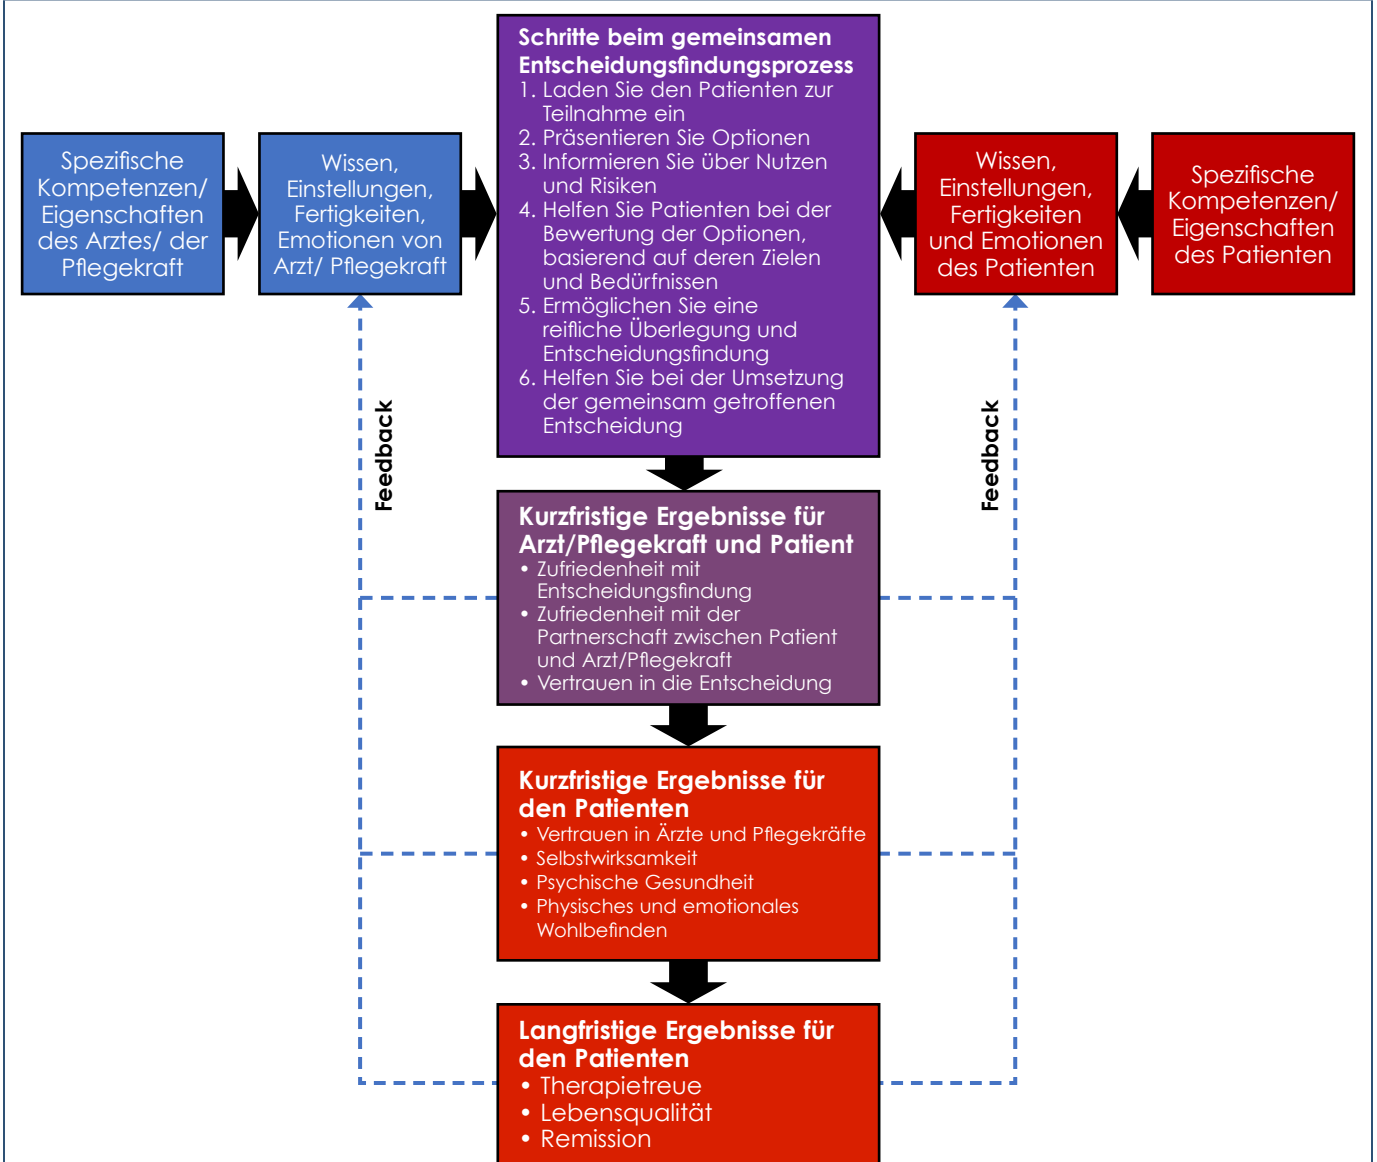 Schritte beim gemeinsamen
Entscheidungsfindungsprozess
1. Laden Sie den Patienten zur
Teilnahme ein
2. Präsentieren Sie Optionen
3. Informieren Sie über Nutzen
und Risiken
4. Helfen Sie Patienten bei der
Bewertung der Optionen,
basierend auf deren Zielen
und Bedürfnissen
5. Ermöglichen Sie eine
reifliche Überlegung und
Entscheidungsfindung
6. Helfen Sie bei der Umsetzung
der gemeinsam getroffenen
Entscheidung
Spezifische
Kompetenzen/
Eigenschaften
des Arztes/ der
Pflegekraft
Wissen,
Einstellungen,
Fertigkeiten,
Emotionen von
Arzt/ Pflegekraft
Wissen,
Einstellungen,
Fertigkeiten
und Emotionen
des Patienten
Spezifische
Kompetenzen/
Eigenschaften
des Patienten
Feedback
Feedback
Kurzfristige Ergebnisse für
Arzt/Pflegekraft und Patient
• Zufriedenheit mit
Entscheidungsfindung
• Zufriedenheit mit der
Partnerschaft zwischen Patient
und Arzt/Pflegekraft
• Vertrauen in die Entscheidung
Kurzfristige Ergebnisse für
den Patienten
• Vertrauen in Ärzte und Pflegekräfte
• Selbstwirksamkeit
• Psychische Gesundheit
• Physisches und emotionales
Wohlbefinden
Langfristige Ergebnisse für
den Patienten
• Therapietreue
• Lebensqualität
• Remission